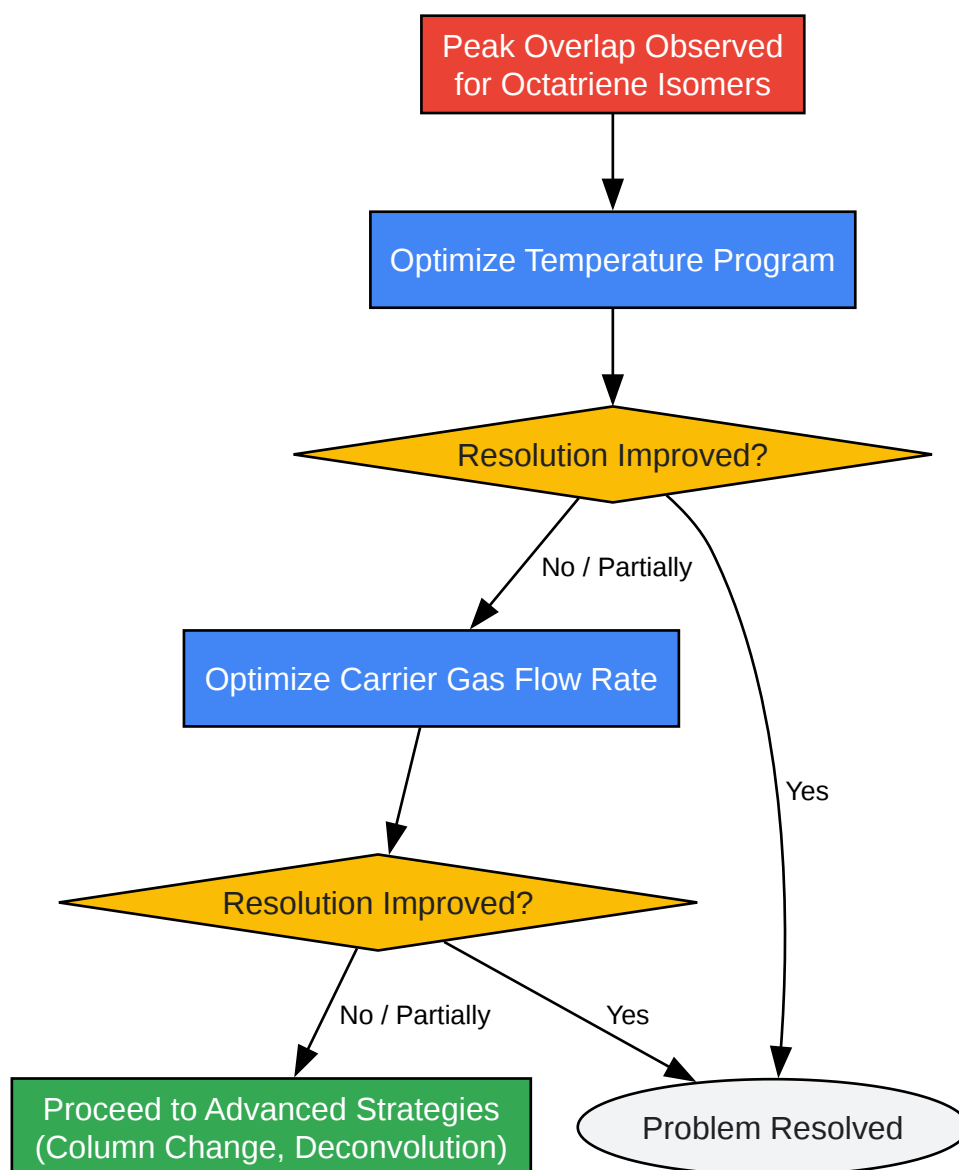 Peak Overlap Observed
for Octatriene Isomers
Optimize Temperature Program
Resolution Improved?
No / Partially
Optimize Carrier Gas Flow Rate
Yes
Resolution Improved?
No / Partially
Yes
Proceed to Advanced Strategies
(Column Change, Deconvolution)
Problem Resolved